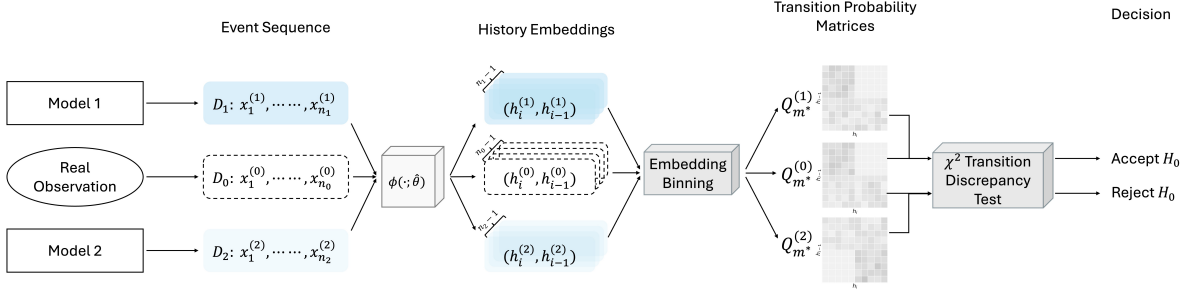 Event Sequence
History Embeddings
Transition Probability
Matrices
Decision
Model 1
D₁: x₁⁽¹⁾, ⋯⋯, xₙ₁⁽¹⁾
n₁ − 1
(hᵢ⁽¹⁾, hᵢ₋₁⁽¹⁾)
Qₘ*⁽¹⁾
hᵢ
Real
Observation
D₀: x₁⁽⁰⁾, ⋯⋯, xₙ₀⁽⁰⁾
ϕ(·; θ̂)
n₀ − 1
(hᵢ⁽⁰⁾, hᵢ₋₁⁽⁰⁾)
Embedding
Binning
Qₘ*⁽⁰⁾
hᵢ
χ² Transition
Discrepancy
Test
Accept H₀
Reject H₀
Model 2
D₂: x₁⁽²⁾, ⋯⋯, xₙ₂⁽²⁾
n₂ − 1
(hᵢ⁽²⁾, hᵢ₋₁⁽²⁾)
Qₘ*⁽²⁾
hᵢ